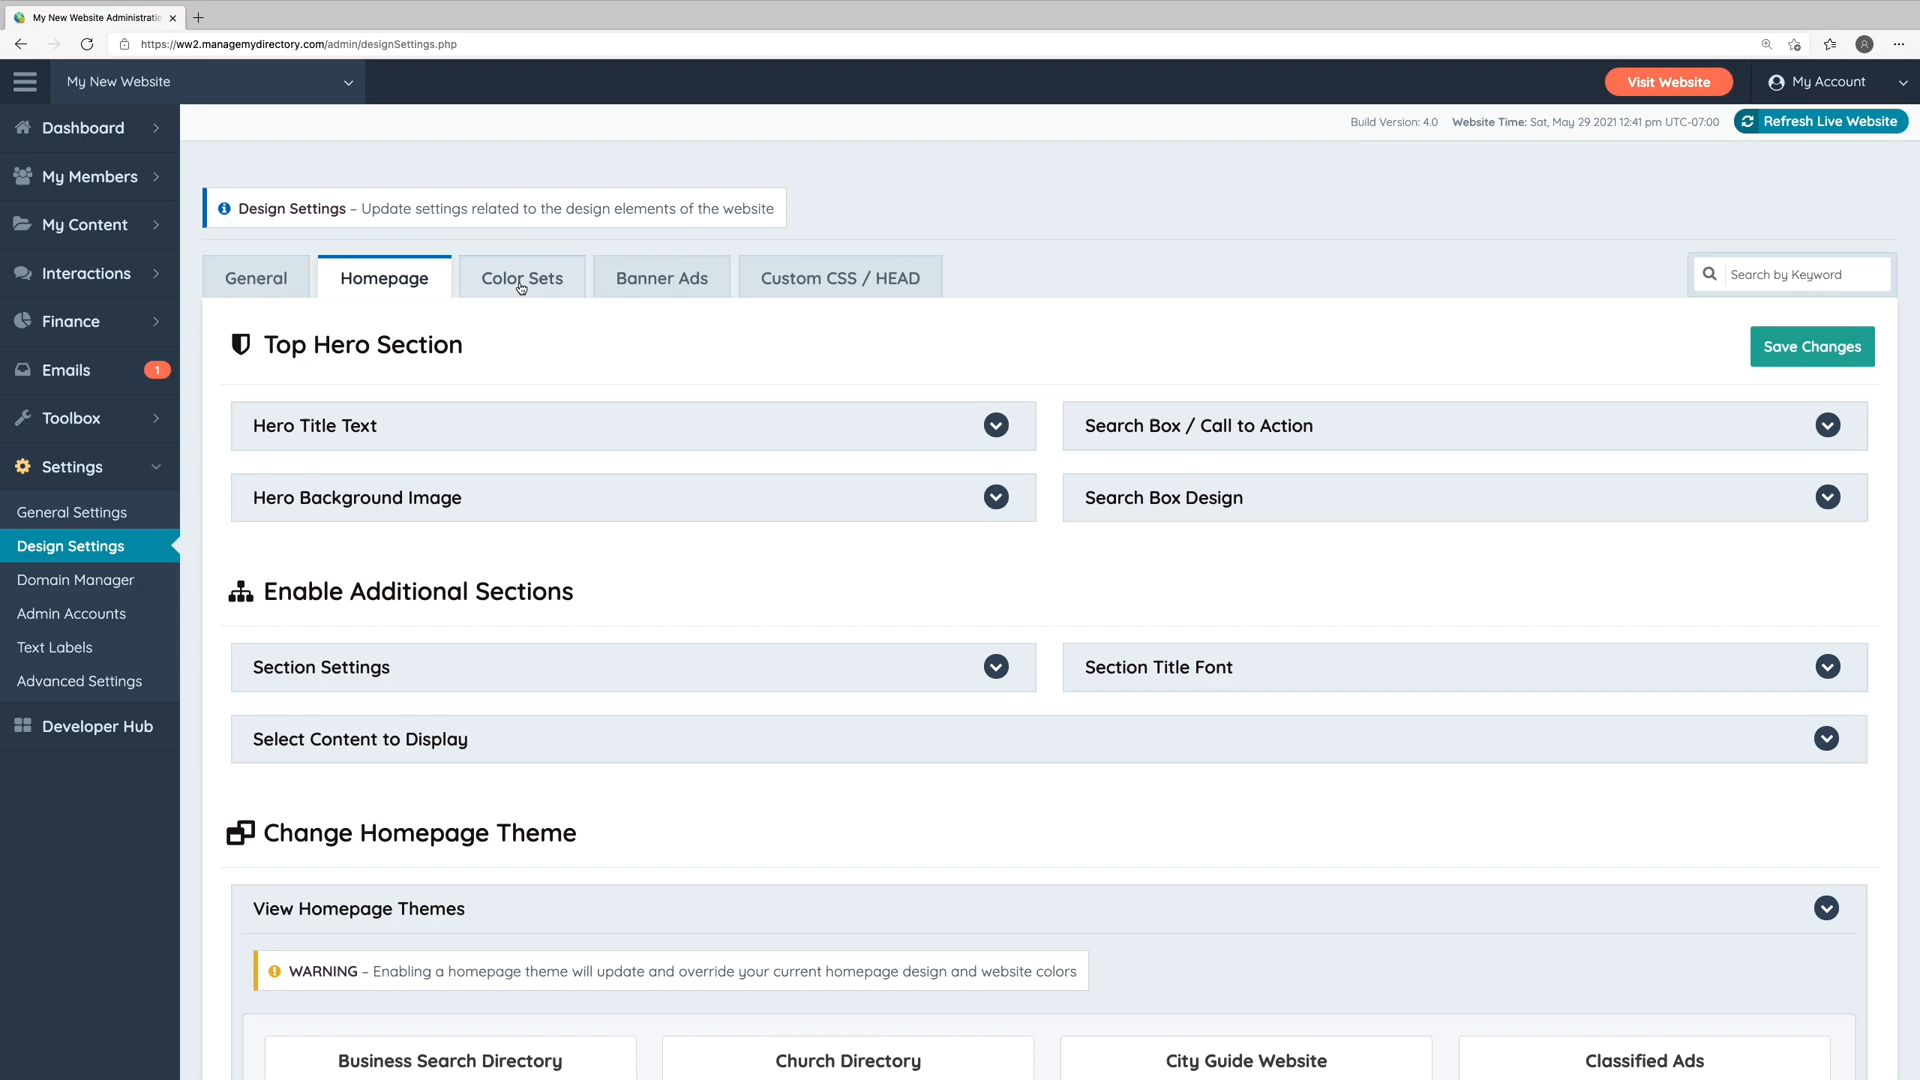 My New Website Administratic
https://ww2.managemydirectory.com/admin/designSettings.php
My New Website
Visit Website
My Account
Build Version: 4.0 Website Time: Sat, May 29 2021 12:41 pm UTC-07:00 Refresh Live Website
Dashboard
My Members
My Content
Interactions
Finance
Emails 1
Toolbox
Settings
General Settings
Design Settings
Domain Manager
Admin Accounts
Text Labels
Advanced Settings
Developer Hub
Design Settings – Update settings related to the design elements of the website
General Homepage Color Sets Banner Ads Custom CSS / HEAD
Search by Keyword
Top Hero Section
Save Changes
Hero Title Text
Search Box / Call to Action
Hero Background Image
Search Box Design
Enable Additional Sections
Section Settings
Section Title Font
Select Content to Display
Change Homepage Theme
View Homepage Themes
WARNING – Enabling a homepage theme will update and override your current homepage design and website colors
Business Search Directory
Church Directory
City Guide Website
Classified Ads